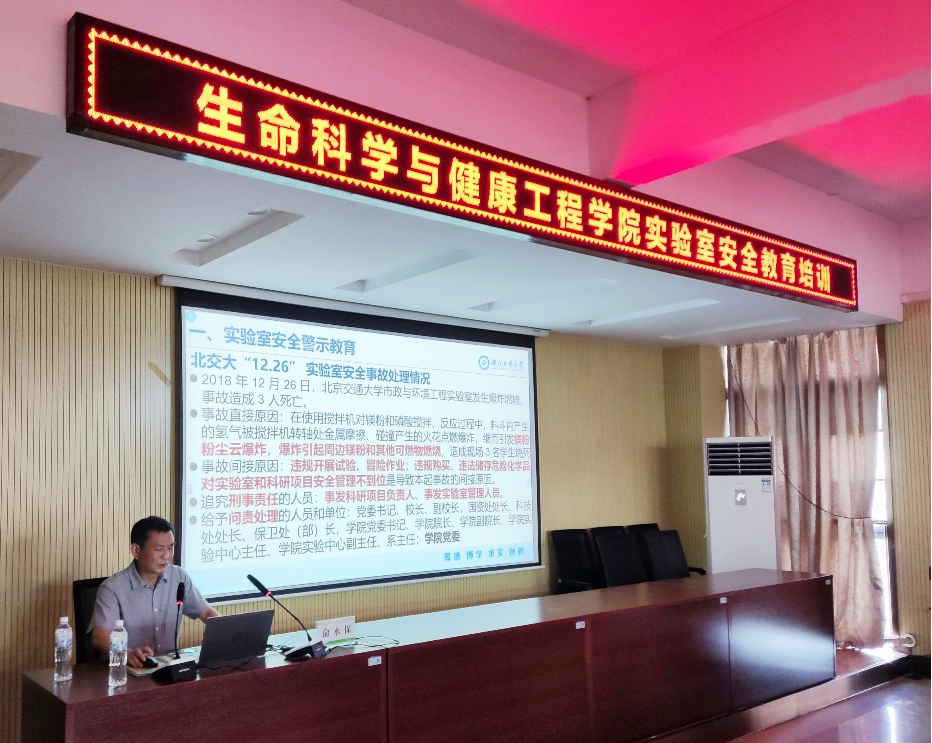 生命科学与健康工程学院实验室安全教育培训
一、实验室安全警示教育
湖北工业大学
北交大“12.26” 实验室安全事故处理情况
2018 年 12 月 26 日，北京交通大学市政与环境工程实验室发生爆炸燃烧，
事故造成 3 人死亡。
事故直接原因：在使用搅拌机对镁粉和磷酸搅拌、反应过程中，料斗内产生
的氢气被搅拌机转轴处金属摩擦、碰撞产生的火花点燃爆炸，继而引发镁粉
粉尘云爆炸，爆炸引起周边镁粉和其他可燃物燃烧，造成现场 3 名学生烧死
事故间接原因：违规开展试验、冒险作业；违规购买、违法储存危险化学品
对实验室和科研项目安全管理不到位是导致本起事故的间接原因。
追究刑事责任的人员：事发科研项目负责人、事发实验室管理人员。
给予问责处理的人员和单位：党委书记、校长、副校长、国资处处长、科技
处处长、保卫处（部）长，学院党委书记、学院院长、学院副院长、学院实
验中心主任、学院实验中心副主任、系主任；学院党委
厚德 博学 求实 创新
俞永保